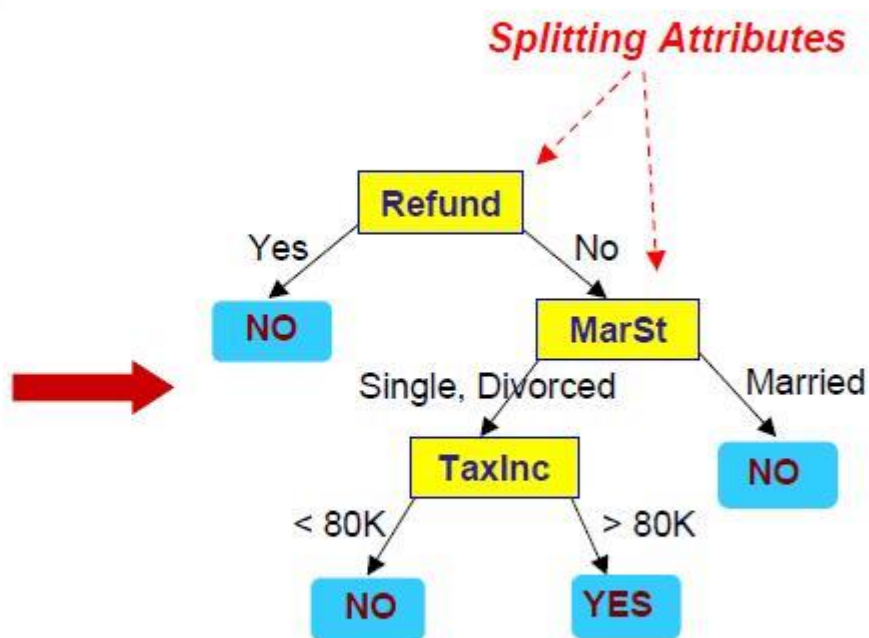 Splitting Attributes
Refund
Yes
No
NO
MarSt
Single, Divorced
Married
TaxInc
NO
< 80K
> 80K
NO
YES